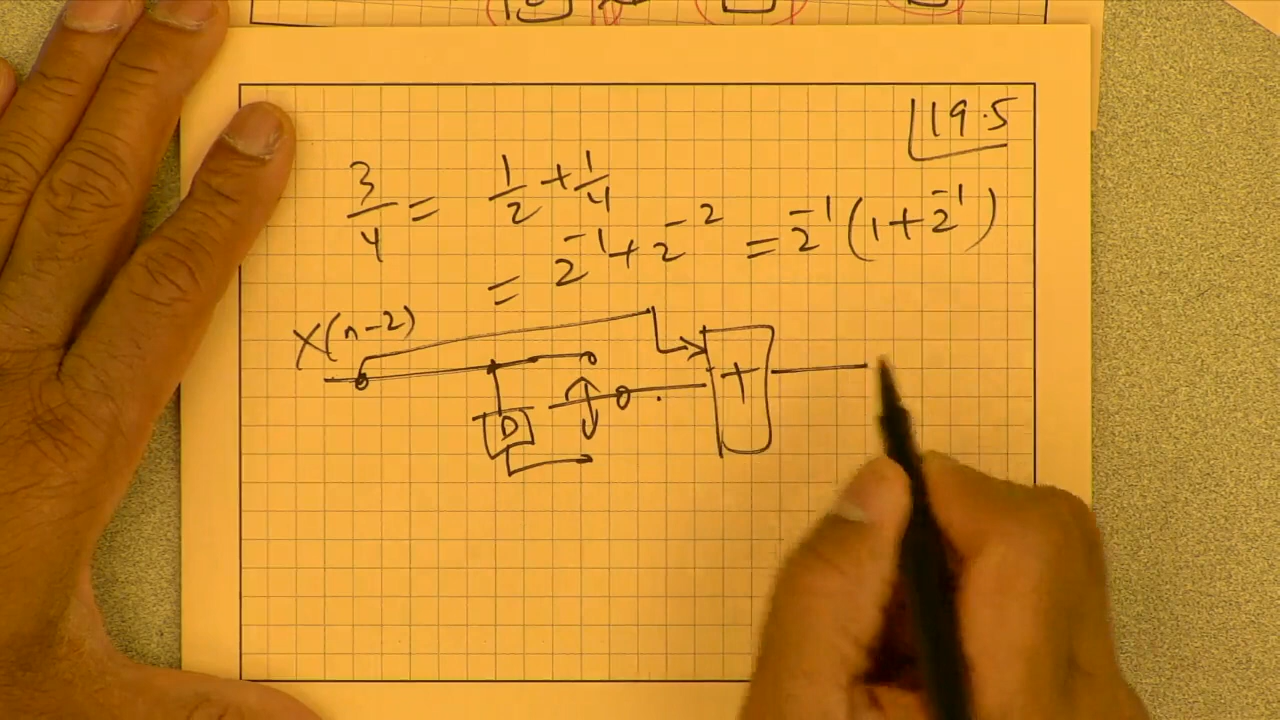 19.5
3/4 = 1/2 + 1/4
= 2^-1 + 2^-2 = 2^-1 (1 + 2^-1)
X(n-2)
D
+